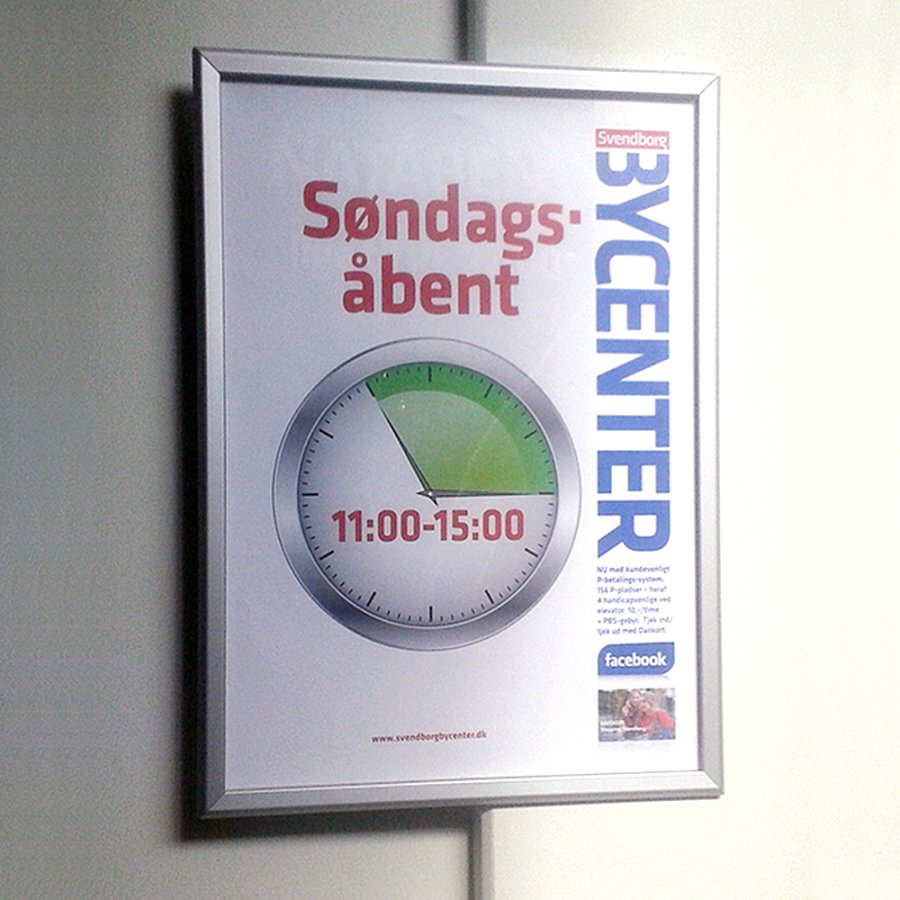 Søndags-
åbent
11:00-15:00
www.svendborgbycenter.dk
Svendborg
BYCENTER
NU med kundevenligt
P-betalings-system.
156 P-pladser - heraf
4 handicapvenlige ved
elevator. 10,-/time
+ PBS-gebyr. Tjek ind/
tjek ud med Dankort.
facebook